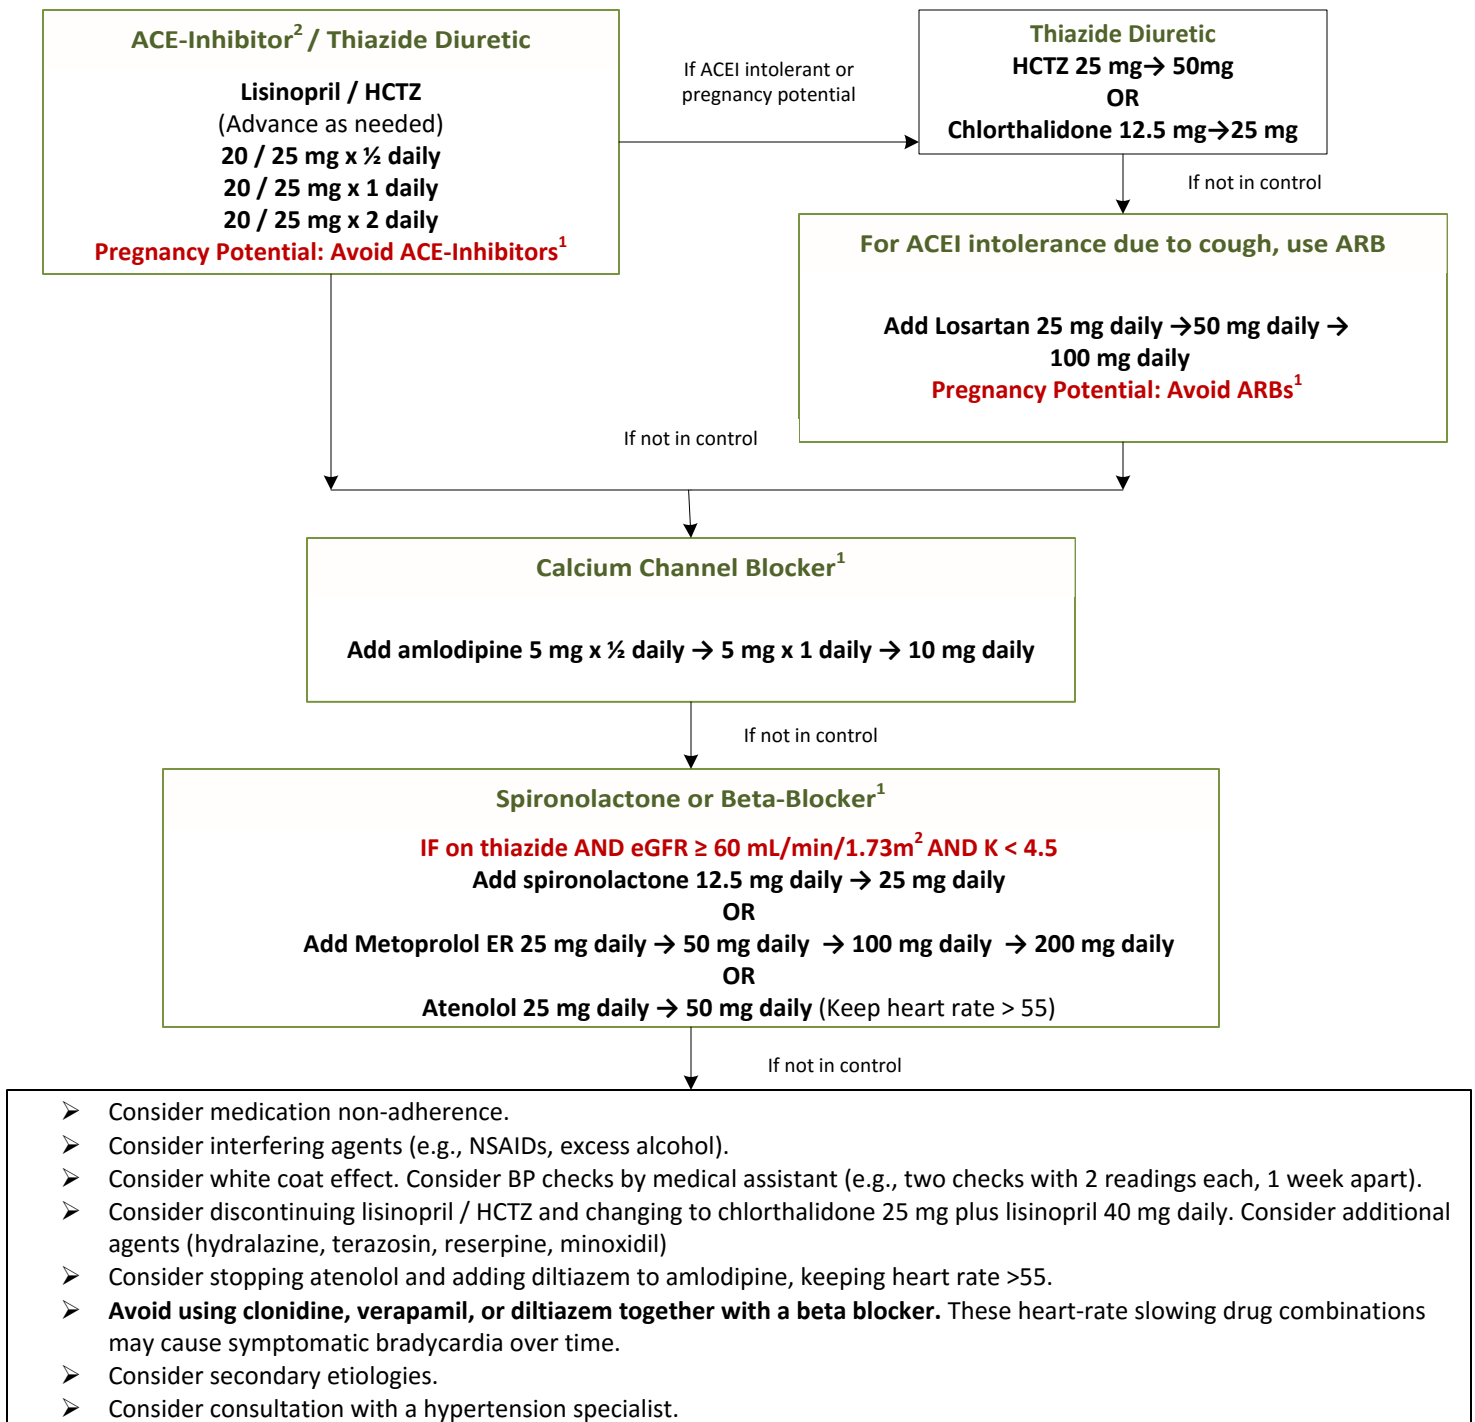 ACE-Inhibitor² / Thiazide Diuretic
Lisinopril / HCTZ
(Advance as needed)
20 / 25 mg x ½ daily
20 / 25 mg x 1 daily
20 / 25 mg x 2 daily
Pregnancy Potential: Avoid ACE-Inhibitors¹
If ACEI intolerant or
pregnancy potential
Thiazide Diuretic
HCTZ 25 mg→ 50mg
OR
Chlorthalidone 12.5 mg→25 mg
If not in control
For ACEI intolerance due to cough, use ARB
Add Losartan 25 mg daily →50 mg daily →
100 mg daily
Pregnancy Potential: Avoid ARBs¹
If not in control
Calcium Channel Blocker¹
Add amlodipine 5 mg x ½ daily → 5 mg x 1 daily → 10 mg daily
If not in control
Spironolactone or Beta-Blocker¹
IF on thiazide AND eGFR ≥ 60 mL/min/1.73m² AND K < 4.5
Add spironolactone 12.5 mg daily → 25 mg daily
OR
Add Metoprolol ER 25 mg daily → 50 mg daily → 100 mg daily → 200 mg daily
OR
Atenolol 25 mg daily → 50 mg daily (Keep heart rate > 55)
If not in control
➢ Consider medication non-adherence.
➢ Consider interfering agents (e.g., NSAIDs, excess alcohol).
➢ Consider white coat effect. Consider BP checks by medical assistant (e.g., two checks with 2 readings each, 1 week apart).
➢ Consider discontinuing lisinopril / HCTZ and changing to chlorthalidone 25 mg plus lisinopril 40 mg daily. Consider additional
agents (hydralazine, terazosin, reserpine, minoxidil)
➢ Consider stopping atenolol and adding diltiazem to amlodipine, keeping heart rate >55.
➢ Avoid using clonidine, verapamil, or diltiazem together with a beta blocker. These heart-rate slowing drug combinations
may cause symptomatic bradycardia over time.
➢ Consider secondary etiologies.
➢ Consider consultation with a hypertension specialist.